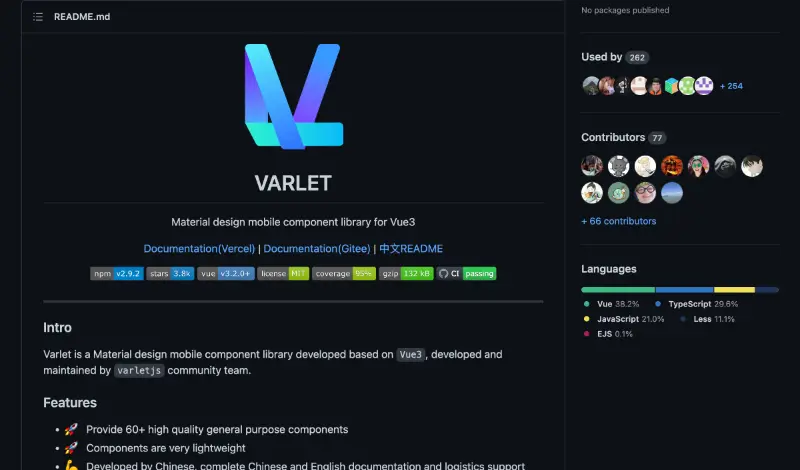 README.md
VARLET
Material design mobile component library for Vue3
Documentation(Vercel) | Documentation(Gitee) | 中文README
npm v2.9.2 stars 3.8k vue v3.2.0+ license MIT coverage 95% gzip 132 kB CI passing
Intro
Varlet is a Material design mobile component library developed based on Vue3, developed and
maintained by varletjs community team.
Features
• 🚀 Provide 60+ high quality general purpose components
• 🚀 Components are very lightweight
• 💪 Developed by Chinese, complete Chinese and English documentation and logistics support
No packages published
Used by 262
+ 254
Contributors 77
+ 66 contributors
Languages
Vue 38.2% TypeScript 29.6%
JavaScript 21.0% Less 11.1%
EJS 0.1%